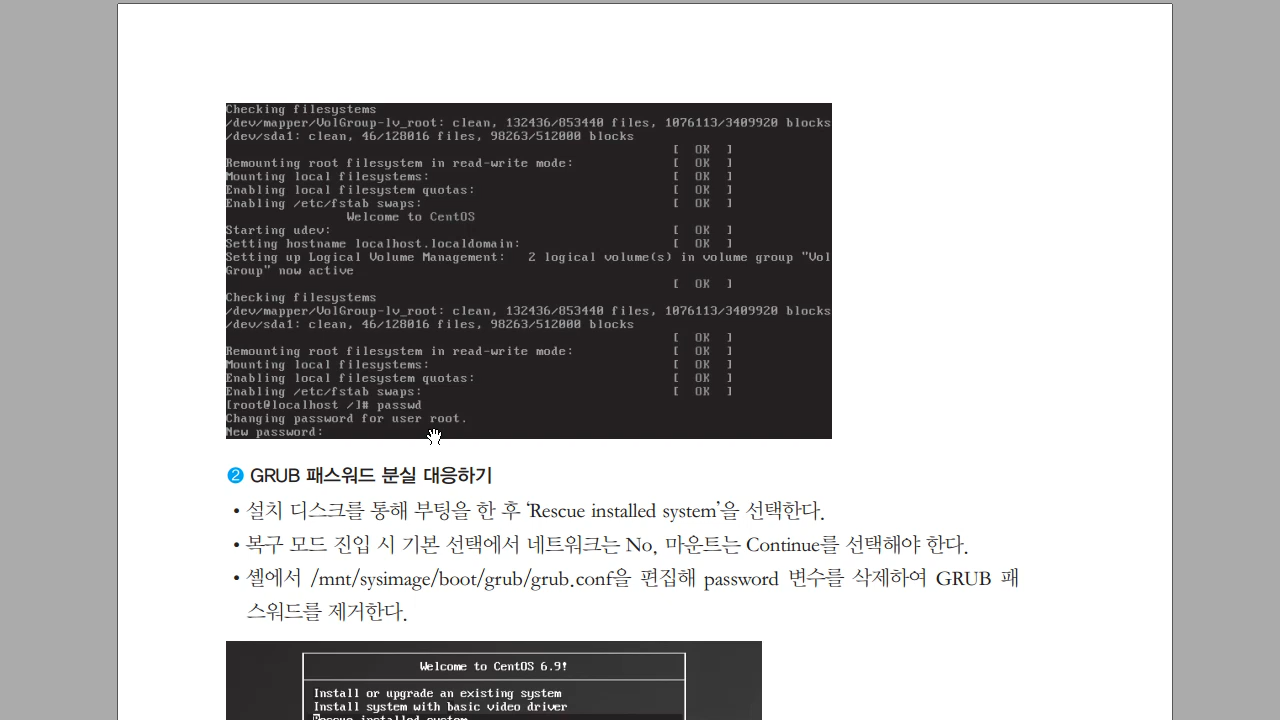 Checking filesystems
/dev/mapper/VolGroup-lv_root: clean, 132436/853440 files, 1076113/3409920 blocks
/dev/sda1: clean, 46/128016 files, 98263/512000 blocks
[  OK  ]
Remounting root filesystem in read-write mode: [  OK  ]
Mounting local filesystems: [  OK  ]
Enabling local filesystem quotas: [  OK  ]
Enabling /etc/fstab swaps: [  OK  ]
Welcome to CentOS
Starting udev: [  OK  ]
Setting hostname localhost.localdomain: [  OK  ]
Setting up Logical Volume Management:   2 logical volume(s) in volume group "Vol
Group" now active
[  OK  ]
Checking filesystems
/dev/mapper/VolGroup-lv_root: clean, 132436/853440 files, 1076113/3409920 blocks
/dev/sda1: clean, 46/128016 files, 98263/512000 blocks
[  OK  ]
Remounting root filesystem in read-write mode: [  OK  ]
Mounting local filesystems: [  OK  ]
Enabling local filesystem quotas: [  OK  ]
Enabling /etc/fstab swaps: [  OK  ]
[root@localhost /]# passwd
Changing password for user root.
New password:
❷ GRUB 패스워드 분실 대응하기
• 설치 디스크를 통해 부팅을 한 후 ‘Rescue installed system’을 선택한다.
• 복구 모드 진입 시 기본 선택에서 네트워크는 No, 마운트는 Continue를 선택해야 한다.
• 셸에서 /mnt/sysimage/boot/grub/grub.conf을 편집해 password 변수를 삭제하여 GRUB 패
스워드를 제거한다.
Welcome to CentOS 6.9!
Install or upgrade an existing system
Install system with basic video driver
Rescue installed system